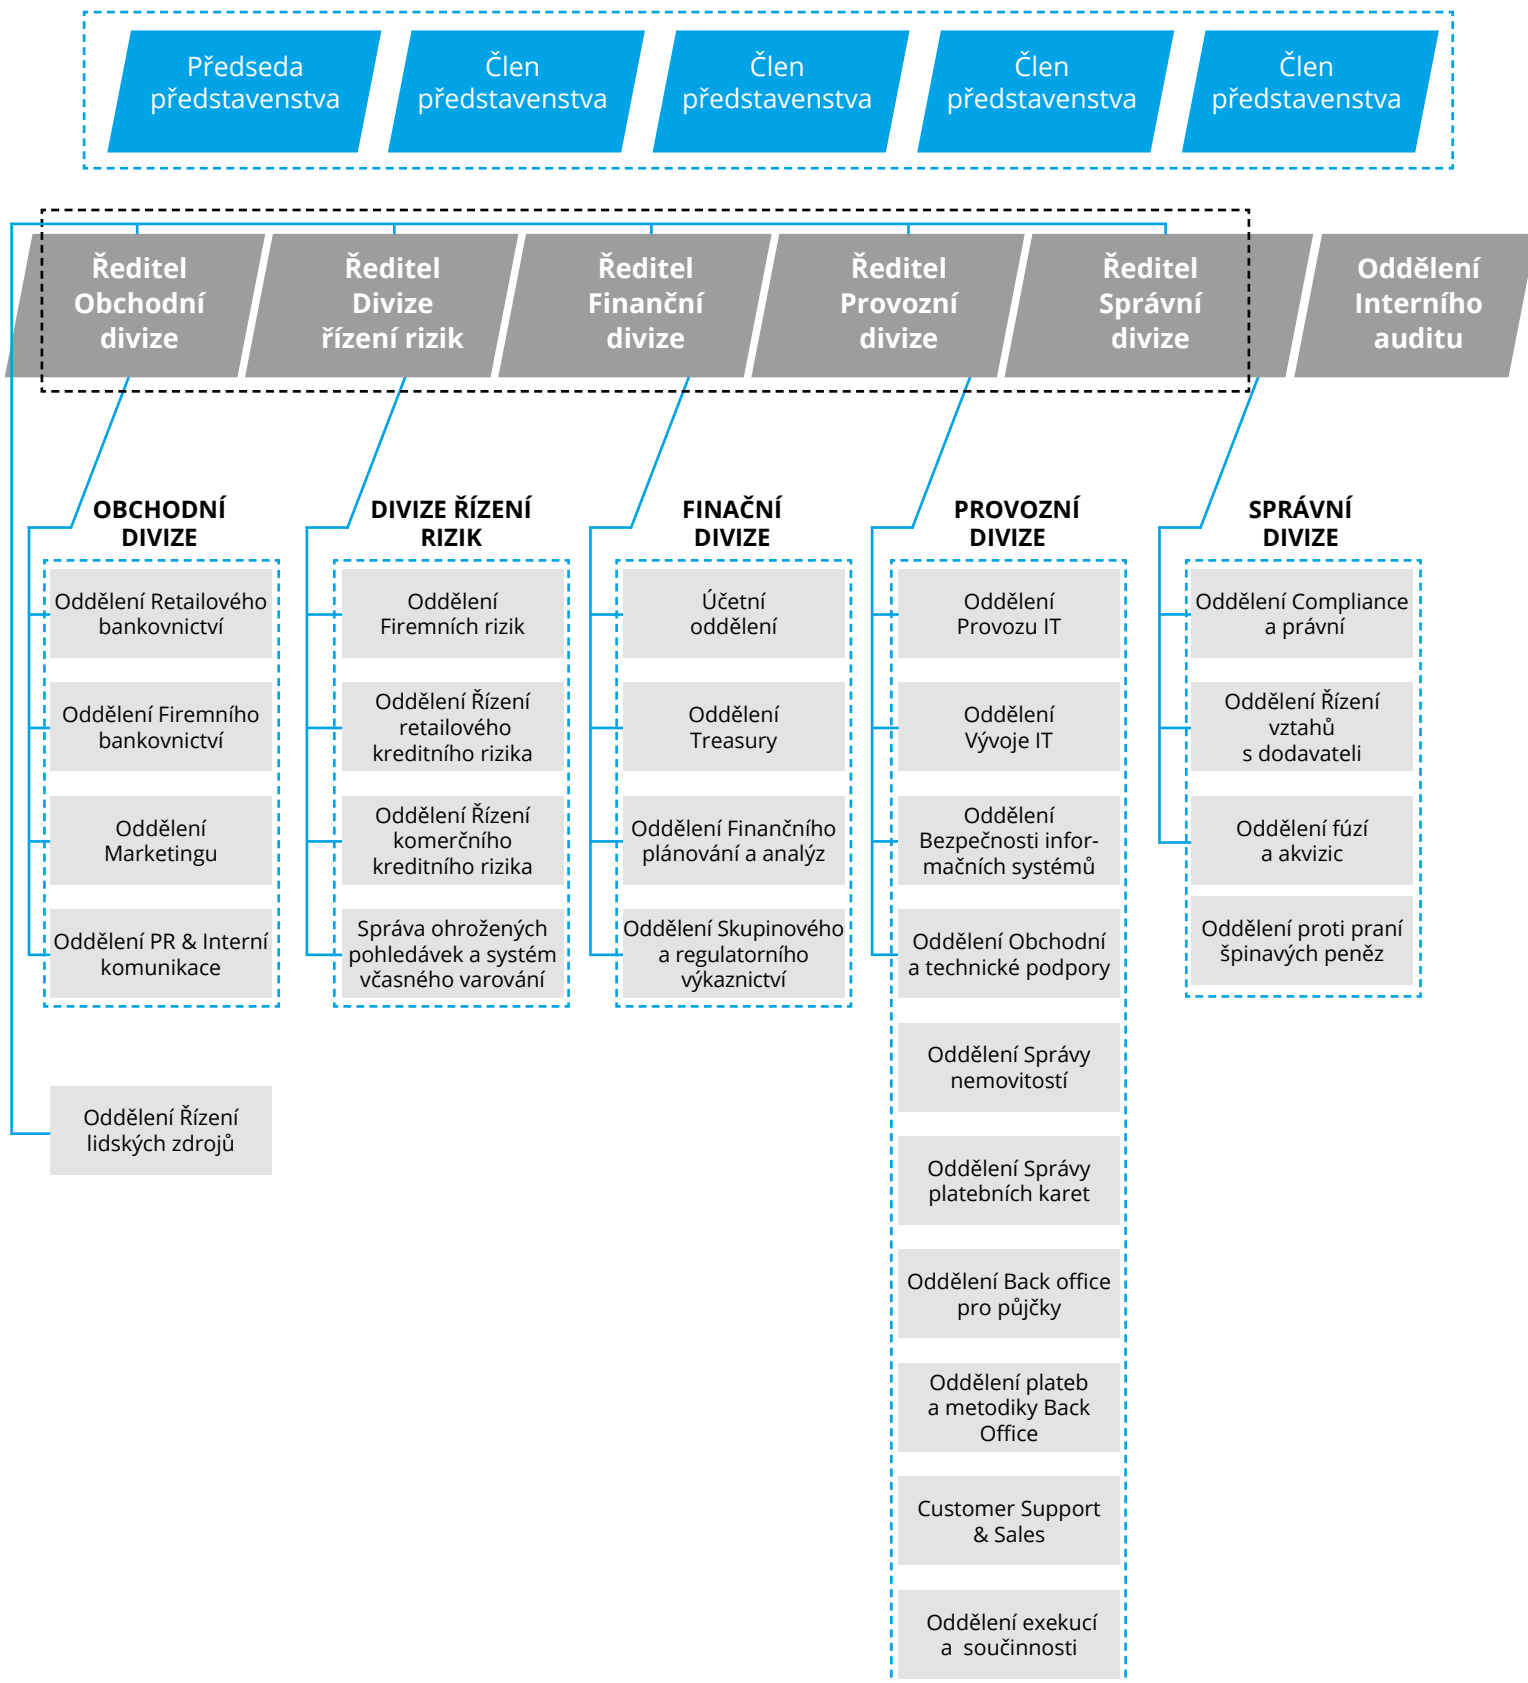 Předseda
představenstva
Člen
představenstva
Člen
představenstva
Člen
představenstva
Člen
představenstva
Ředitel
Obchodní
divize
Ředitel
Divize
řízení rizik
Ředitel
Finanční
divize
Ředitel
Provozní
divize
Ředitel
Správní
divize
Oddělení
Interního
auditu
OBCHODNÍ
DIVIZE
Oddělení Retailového
bankovnictví
Oddělení Firemního
bankovnictví
Oddělení
Marketingu
Oddělení PR & Interní
komunikace
Oddělení Řízení
lidských zdrojů
DIVIZE ŘÍZENÍ
RIZIK
Oddělení
Firemních rizik
Oddělení Řízení
retailového
kreditního rizika
Oddělení Řízení
komerčního
kreditního rizika
Správa ohrožených
pohledávek a systém
včasného varování
FINAČNÍ
DIVIZE
Účetní
oddělení
Oddělení
Treasury
Oddělení Finančního
plánování a analýz
Oddělení Skupinového
a regulatorního
výkaznictví
PROVOZNÍ
DIVIZE
Oddělení
Provozu IT
Oddělení
Vývoje IT
Oddělení
Bezpečnosti infor-
mačních systémů
Oddělení Obchodní
a technické podpory
Oddělení Správy
nemovitostí
Oddělení Správy
platebních karet
Oddělení Back office
pro půjčky
Oddělení plateb
a metodiky Back
Office
Customer Support
& Sales
Oddělení exekucí
a součinnosti
SPRÁVNÍ
DIVIZE
Oddělení Compliance
a právní
Oddělení Řízení
vztahů
s dodavateli
Oddělení fúzí
a akvizic
Oddělení proti praní
špinavých peněz